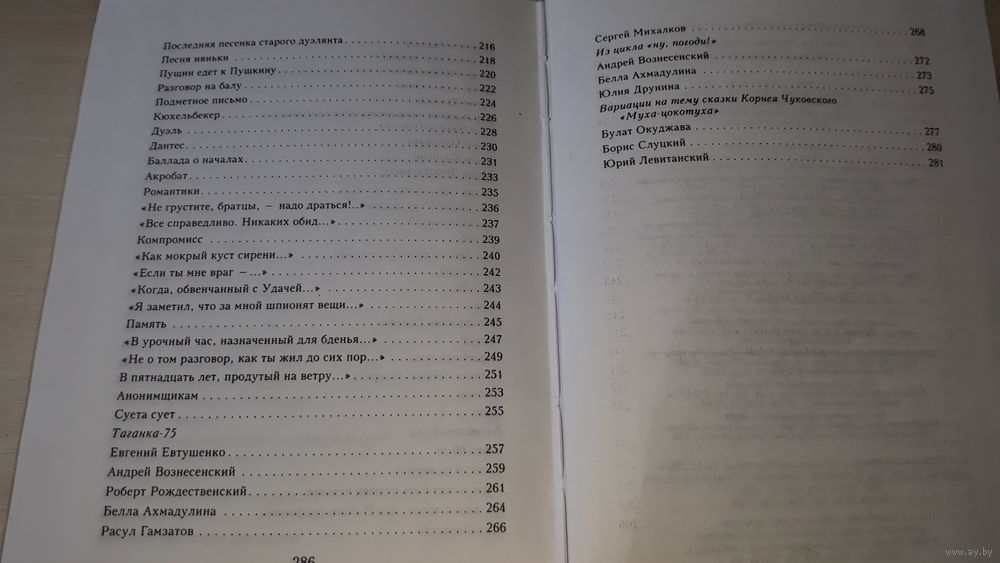 Последняя песенка старого дуэлянта . . . . . . . . . . . . . . . . . . . . . 216
Песня няньки . . . . . . . . . . . . . . . . . . . . . . . . . . . . . . . . . . . . 218
Пущин едет к Пушкину . . . . . . . . . . . . . . . . . . . . . . . . . . . . . 220
Разговор на балу . . . . . . . . . . . . . . . . . . . . . . . . . . . . . . . . . 222
Подметное письмо . . . . . . . . . . . . . . . . . . . . . . . . . . . . . . . . 224
Кюхельбекер . . . . . . . . . . . . . . . . . . . . . . . . . . . . . . . . . . . . 226
Дуэль . . . . . . . . . . . . . . . . . . . . . . . . . . . . . . . . . . . . . . . . 228
Дантес . . . . . . . . . . . . . . . . . . . . . . . . . . . . . . . . . . . . . . . . 230
Баллада о началах . . . . . . . . . . . . . . . . . . . . . . . . . . . . . . . . 231
Акробат . . . . . . . . . . . . . . . . . . . . . . . . . . . . . . . . . . . . . . . 233
Романтики . . . . . . . . . . . . . . . . . . . . . . . . . . . . . . . . . . . . . 235
«Не грустите, братцы, – надо драться!..» . . . . . . . . . . . . . . . 236
«Все справедливо. Никаких обид...» . . . . . . . . . . . . . . . . . . . 237
Компромисс . . . . . . . . . . . . . . . . . . . . . . . . . . . . . . . . . . . . 239
«Как мокрый куст сирени...» . . . . . . . . . . . . . . . . . . . . . . . . 240
«Если ты мне враг – ...» . . . . . . . . . . . . . . . . . . . . . . . . . . . . 242
«Когда, обвенчанный с Удачей...» . . . . . . . . . . . . . . . . . . . . 243
«Я заметил, что за мной шпионят вещи...» . . . . . . . . . . . . . . 244
Память . . . . . . . . . . . . . . . . . . . . . . . . . . . . . . . . . . . . . . . . 245
«В урочный час, назначенный для бденья...» . . . . . . . . . . . . 247
«Не о том разговор, как ты жил до сих пор...» . . . . . . . . . . . 249
В пятнадцать лет, продутый на ветру...» . . . . . . . . . . . . . . . 251
Анонимщикам . . . . . . . . . . . . . . . . . . . . . . . . . . . . . . . . . . 253
Суета сует . . . . . . . . . . . . . . . . . . . . . . . . . . . . . . . . . . . . . 255
Таганка-75
Евгений Евтушенко . . . . . . . . . . . . . . . . . . . . . . . . . . . . . . 257
Андрей Вознесенский . . . . . . . . . . . . . . . . . . . . . . . . . . . . 259
Роберт Рождественский . . . . . . . . . . . . . . . . . . . . . . . . . . . 261
Белла Ахмадулина . . . . . . . . . . . . . . . . . . . . . . . . . . . . . . . 264
Расул Гамзатов . . . . . . . . . . . . . . . . . . . . . . . . . . . . . . . . . 266
286
Сергей Михалков . . . . . . . . . . . . . . . . . . . . . . . . . . . . . . . 268
Из цикла «ну, погоди!»
Андрей Вознесенский . . . . . . . . . . . . . . . . . . . . . . . . . . . . 272
Белла Ахмадулина . . . . . . . . . . . . . . . . . . . . . . . . . . . . . . 273
Юлия Друнина . . . . . . . . . . . . . . . . . . . . . . . . . . . . . . . . . 275
Вариации на тему сказки Корнея Чуковского
«Муха-цокотуха»
Булат Окуджава . . . . . . . . . . . . . . . . . . . . . . . . . . . . . . . . 277
Борис Слуцкий . . . . . . . . . . . . . . . . . . . . . . . . . . . . . . . . . 280
Юрий Левитанский . . . . . . . . . . . . . . . . . . . . . . . . . . . . . . 281
www.ay.by